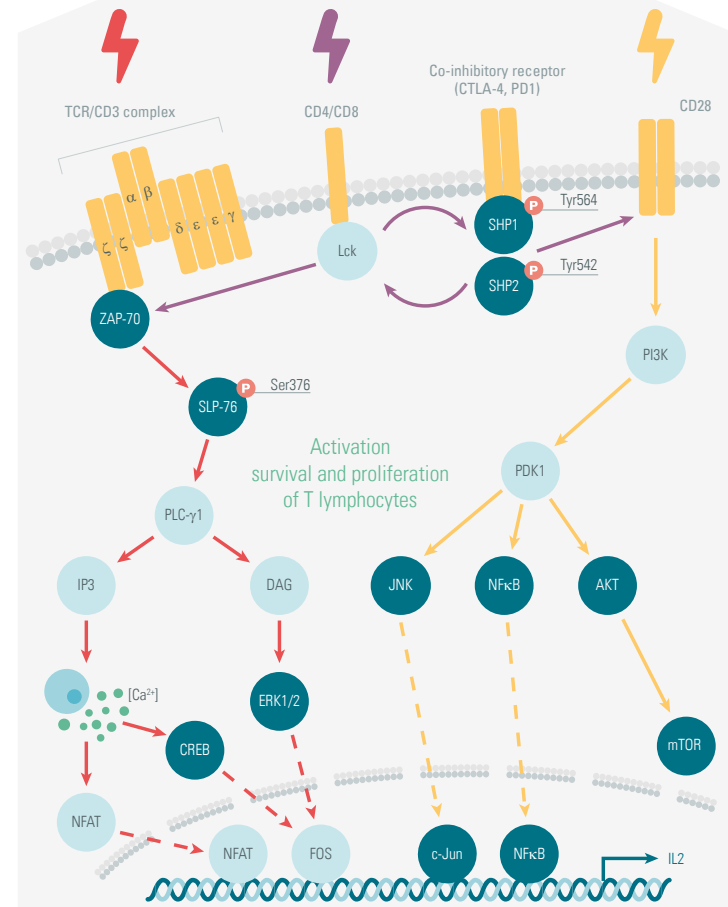 Co-inhibitory receptor
(CTLA-4, PD1)
TCR/CD3 complex
CD4/CD8
CD28
α β
δ ε ε γ
ζ ζ
P
Tyr564
SHP1
Lck
P
Tyr542
SHP2
ZAP-70
PI3K
P
Ser376
SLP-76
Activation
survival and proliferation
of T lymphocytes
PDK1
PLC-γ1
IP3
DAG
JNK
NFκB
AKT
[Ca²⁺]
ERK1/2
CREB
mTOR
NFAT
NFAT
FOS
c-Jun
NFκB
IL2